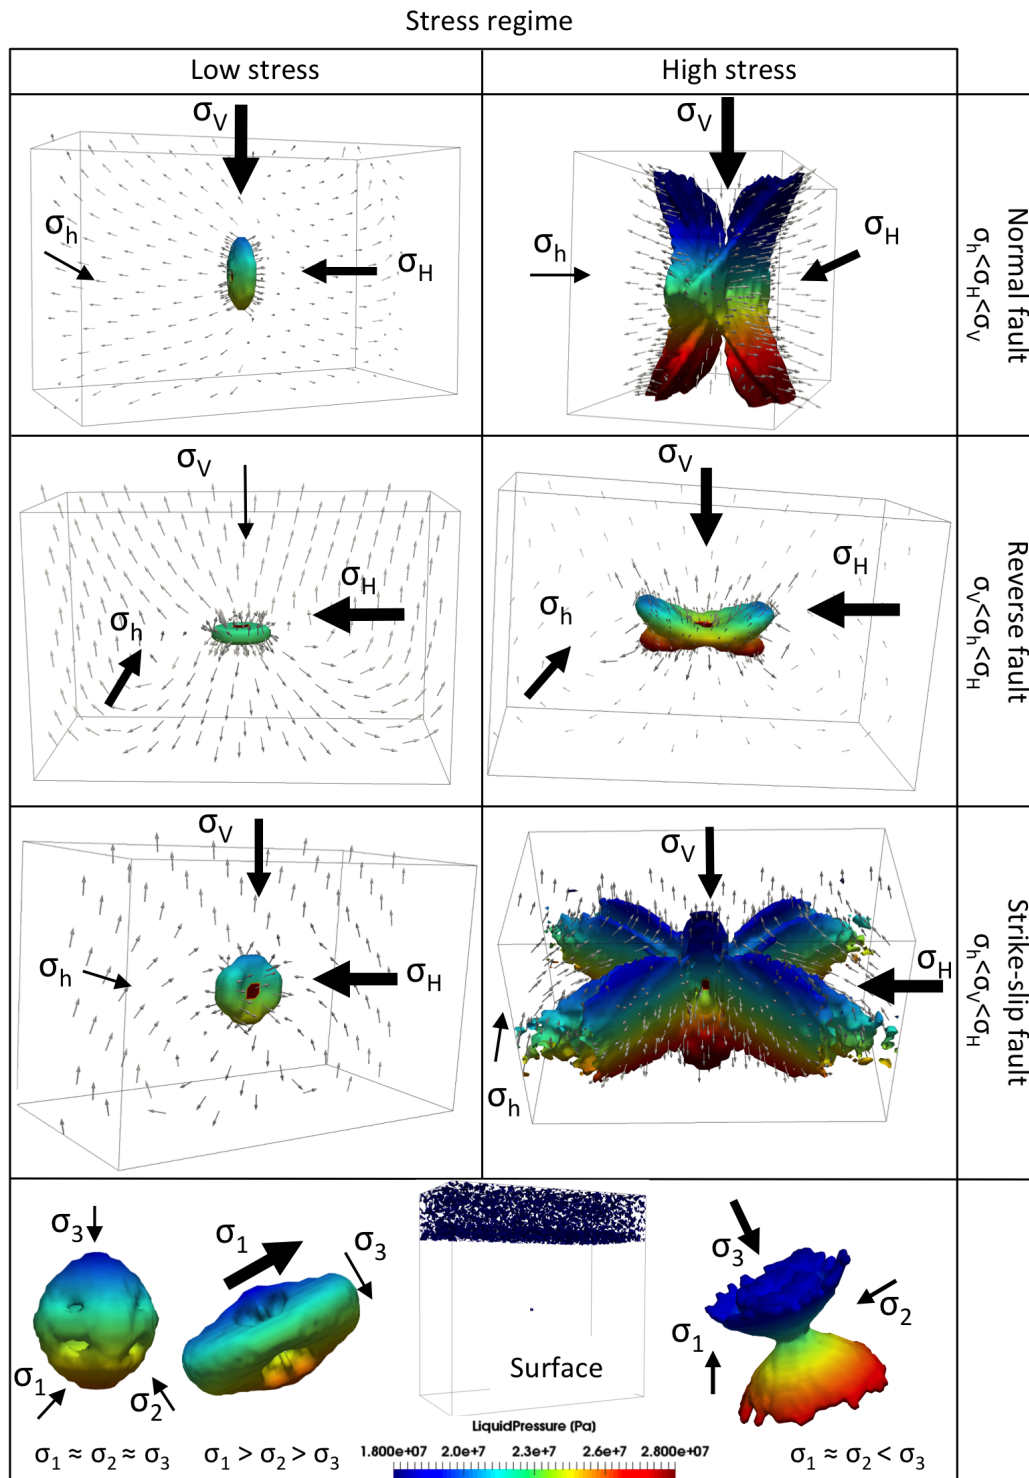 Stress regime
Low stress
High stress
σV
σh
σH
σV
σh
σH
Normal fault
σh<σH<σV
σV
σH
σh
σV
σH
σh
Reverse fault
σV<σh<σH
σV
σh
σH
σV
σH
σh
Strike-slip fault
σh<σV<σH
σ3
σ1
σ2
σ1 ≈ σ2 ≈ σ3
σ1
σ3
σ1 > σ2 > σ3
Surface
σ3
σ2
σ1
σ1 ≈ σ2 < σ3
LiquidPressure (Pa)
1.800e+07 2.0e+7 2.3e+7 2.6e+7 2.800e+07